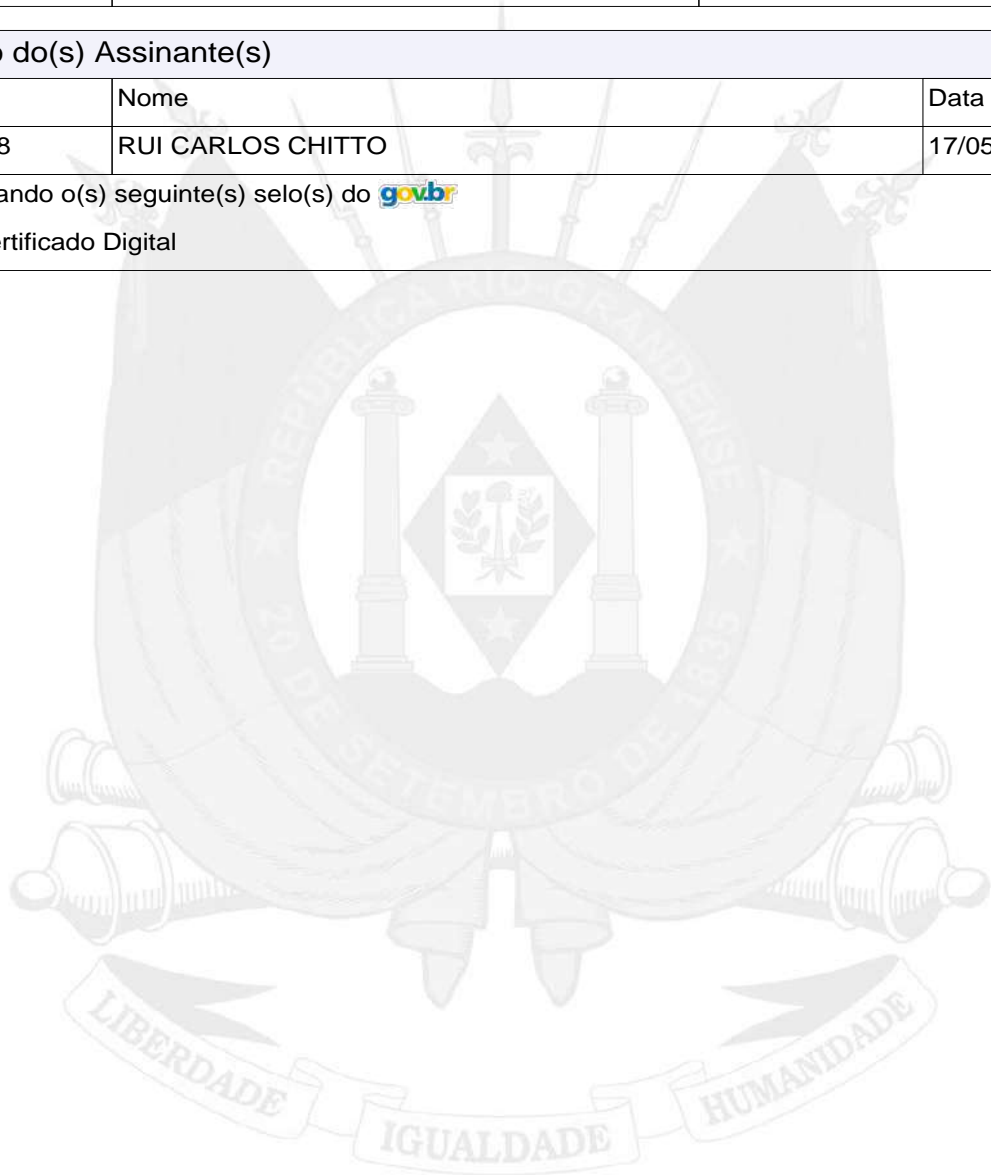 o do(s) Assinante(s)
Nome Data
8 RUI CARLOS CHITTO 17/05
ando o(s) seguinte(s) selo(s) do gov.br
ertificado Digital
REPÚBLICA RIO-GRANDENSE
★ 20 DE SETEMBRO DE 1835 ★
LIBERDADE IGUALDADE HUMANIDADE